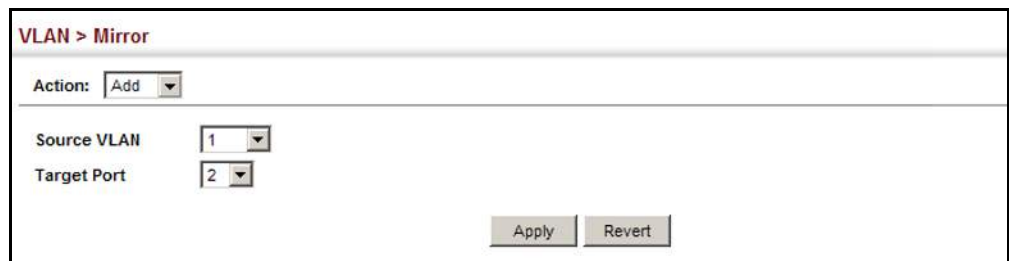 VLAN > Mirror
Action: Add
Source VLAN 1
Target Port 2
Apply Revert